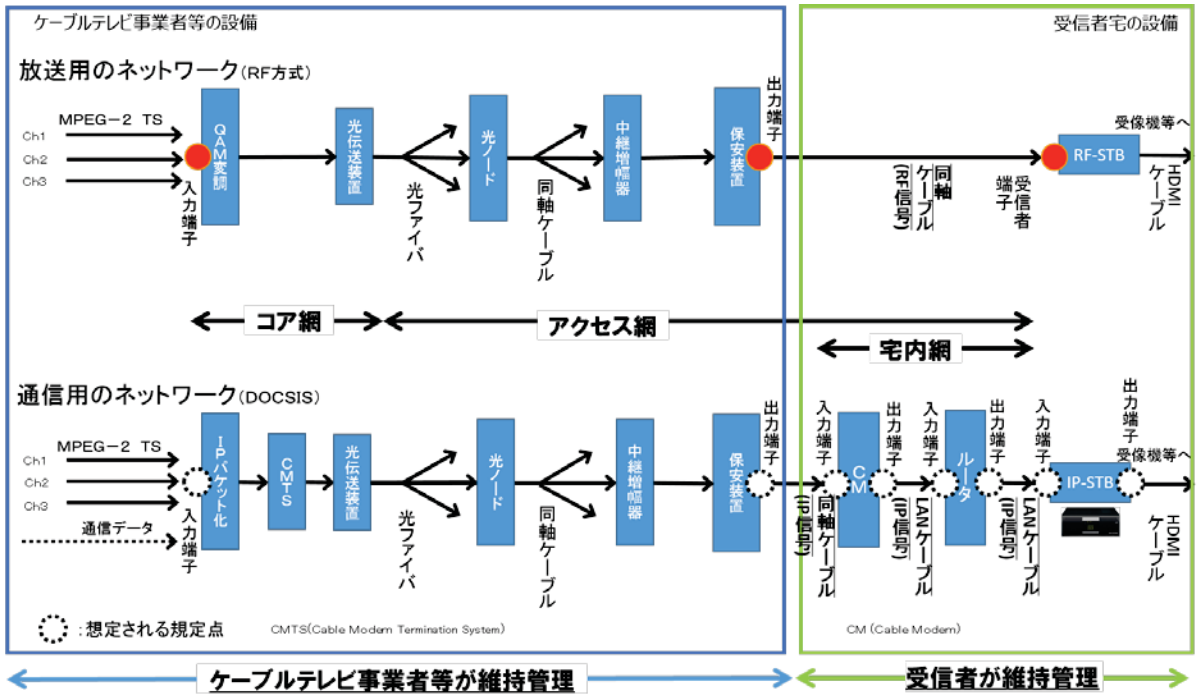 ケーブルテレビ事業者等の設備
受信者宅の設備
放送用のネットワーク(RF方式)
MPEG-2 TS
Ch1
Ch2
Ch3
入力端子
QAM変調
光伝送装置
光ファイバ
光ノード
同軸ケーブル
中継増幅器
保安装置
出力端子
同軸
ケーブル
(RF信号)
受信者
端子
RF-STB
受像機等へ
HDMI
ケーブル
コア網
アクセス網
宅内網
通信用のネットワーク(DOCSIS)
MPEG-2 TS
Ch1
Ch2
Ch3
通信データ
入力端子
IPパケット化
CMTS
光伝送装置
光ファイバ
光ノード
同軸ケーブル
中継増幅器
保安装置
出力端子
同軸ケーブル
(IP信号)
入力端子
CM
出力端子
LANケーブル
(IP信号)
入力端子
ルータ
出力端子
LANケーブル
(IP信号)
入力端子
IP-STB
出力端子
受像機等へ
HDMI
ケーブル
:想定される規定点
CMTS(Cable Modem Termination System)
CM (Cable Modem)
ケーブルテレビ事業者等が維持管理
受信者が維持管理